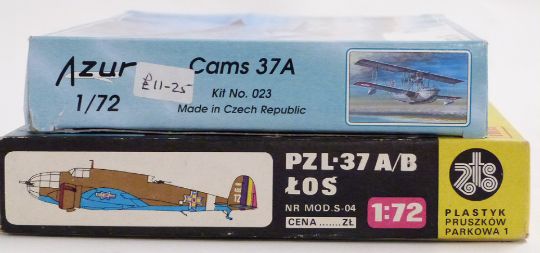 Azur
1/72
£11-25
Cams 37A
Kit No. 023
Made in Czech Republic
PZL-37 A/B
ŁOŚ
NR MOD. S-04
CENA.......ZŁ
1:72
zts
PLASTYK
PRUSZKÓW
PARKOWA 1